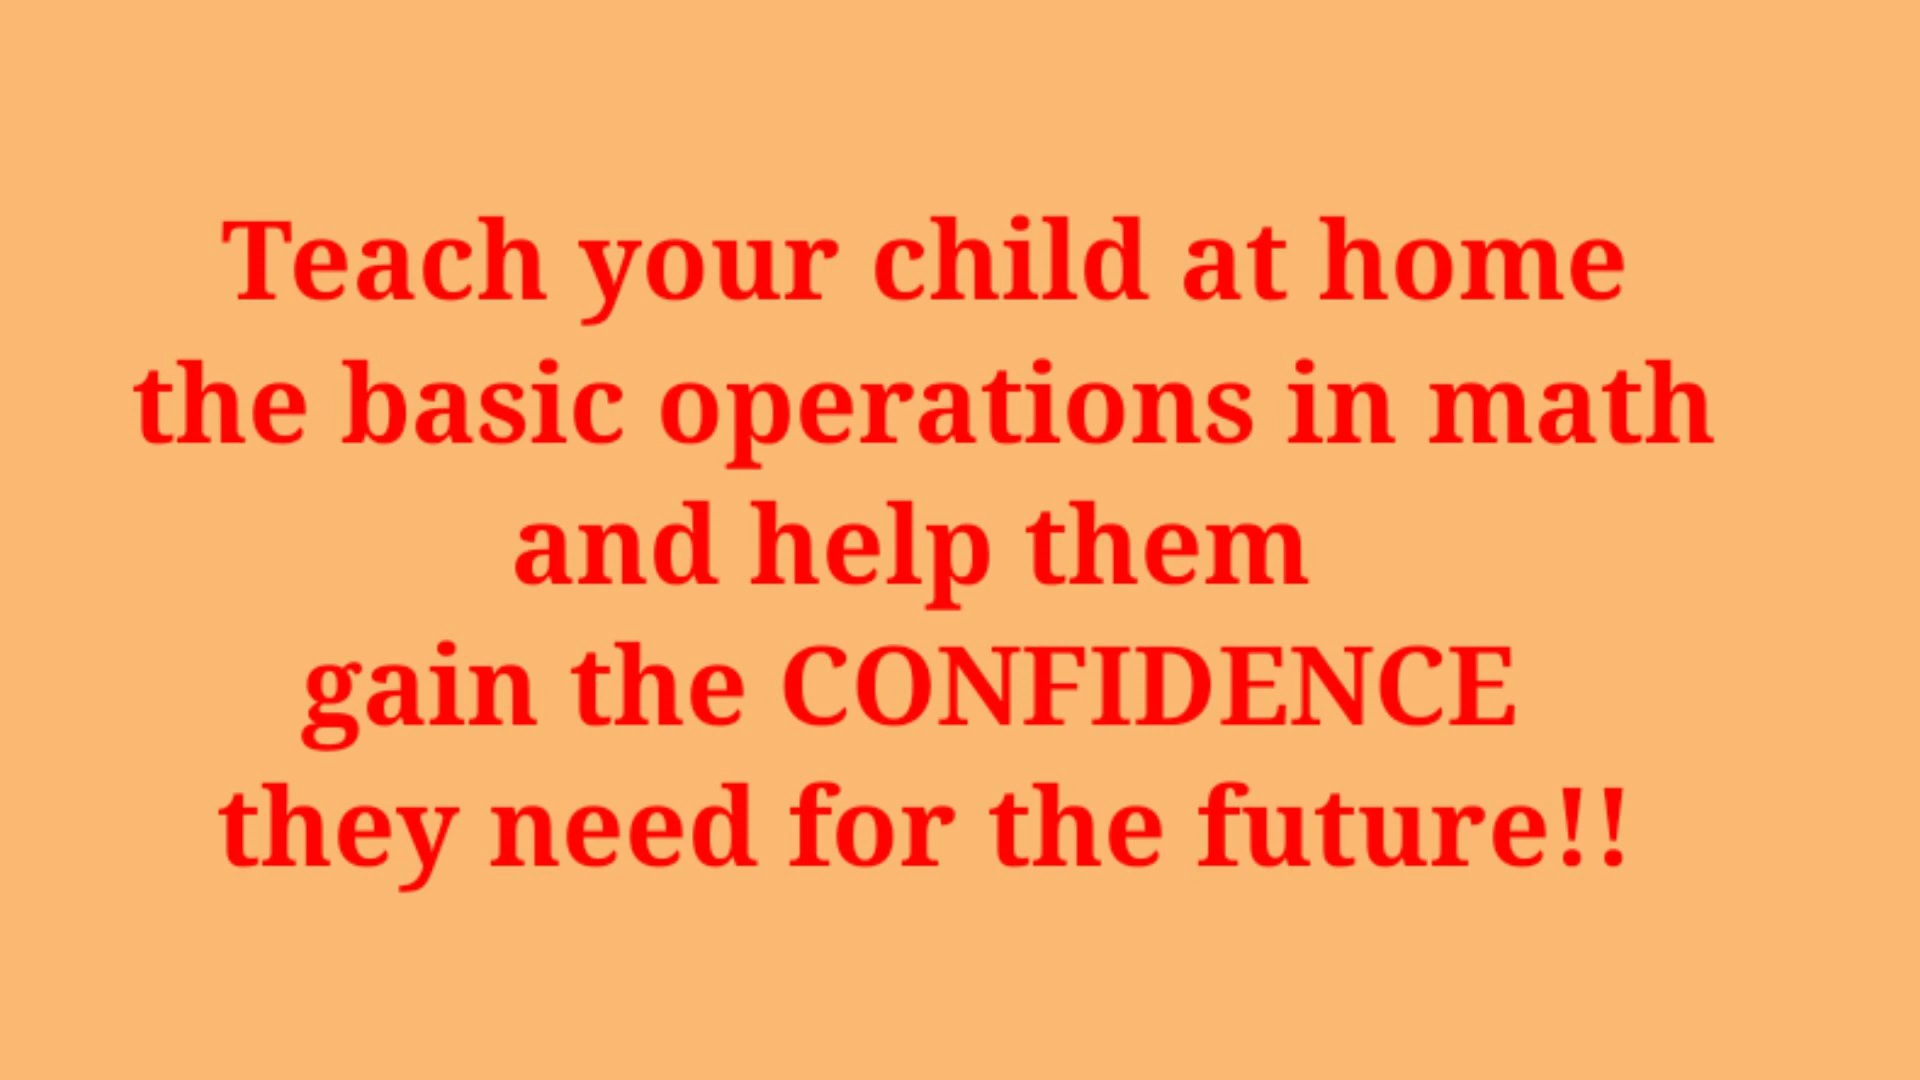 Teach your child at home
the basic operations in math
and help them
gain the CONFIDENCE
they need for the future!!